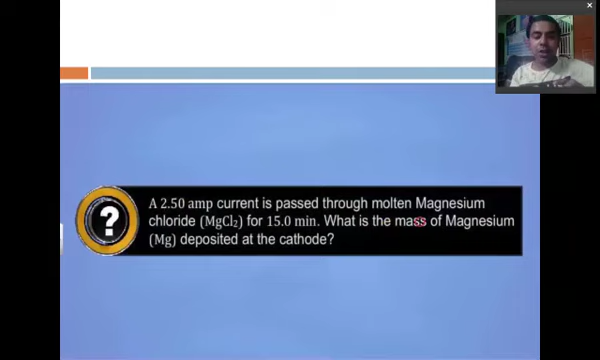 ?
A 2.50 amp current is passed through molten Magnesium
chloride (MgCl₂) for 15.0 min. What is the mass of Magnesium
(Mg) deposited at the cathode?